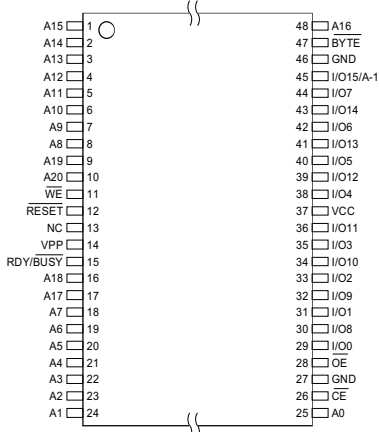 A15 1 48 A16
A14 2 47 BYTE
A13 3 46 GND
A12 4 45 I/O15/A-1
A11 5 44 I/O7
A10 6 43 I/O14
A9 7 42 I/O6
A8 8 41 I/O13
A19 9 40 I/O5
A20 10 39 I/O12
WE 11 38 I/O4
RESET 12 37 VCC
NC 13 36 I/O11
VPP 14 35 I/O3
RDY/BUSY 15 34 I/O10
A18 16 33 I/O2
A17 17 32 I/O9
A7 18 31 I/O1
A6 19 30 I/O8
A5 20 29 I/O0
A4 21 28 OE
A3 22 27 GND
A2 23 26 CE
A1 24 25 A0